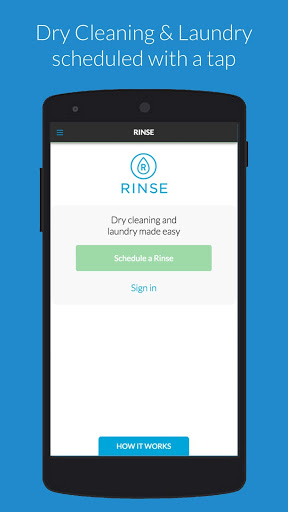 Dry Cleaning & Laundry
scheduled with a tap
RINSE
R
RINSE
Dry cleaning and
laundry made easy
Schedule a Rinse
Sign in
HOW IT WORKS